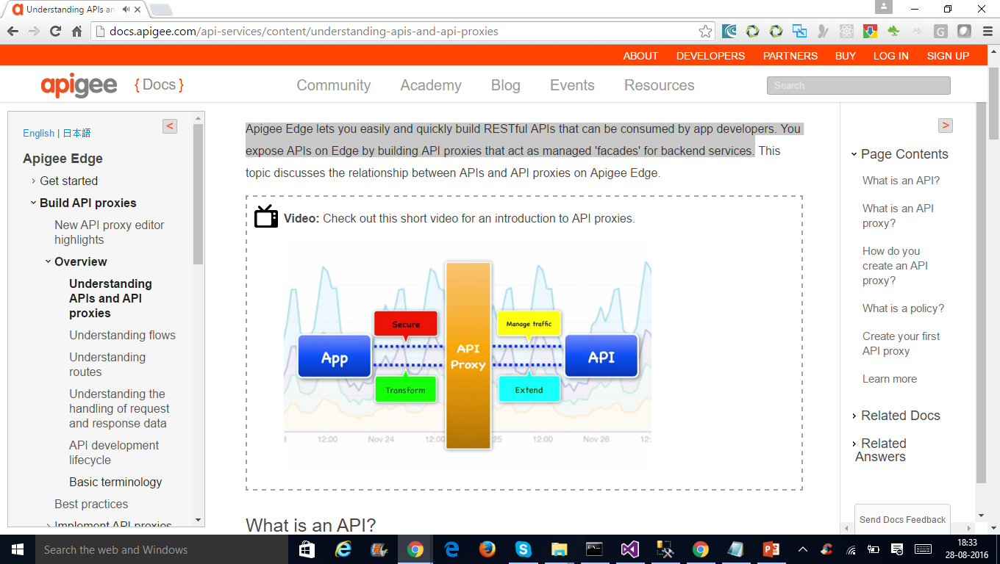 Understanding APIs an
docs.apigee.com/api-services/content/understanding-apis-and-api-proxies
ABOUT DEVELOPERS PARTNERS BUY LOG IN SIGN UP
apigee { Docs } Community Academy Blog Events Resources Search
English | 日本語
<
Apigee Edge
Get started
Build API proxies
New API proxy editor
highlights
Overview
Understanding
APIs and API
proxies
Understanding flows
Understanding
routes
Understanding the
handling of request
and response data
API development
lifecycle
Basic terminology
Best practices
Implement API proxies
Apigee Edge lets you easily and quickly build RESTful APIs that can be consumed by app developers. You
expose APIs on Edge by building API proxies that act as managed 'facades' for backend services. This
topic discusses the relationship between APIs and API proxies on Apigee Edge.
Video: Check out this short video for an introduction to API proxies.
Secure
Manage traffic
App
API
Proxy
API
Transform
Extend
12:00 Nov 24 12:00 25 12:00 Nov 26 12:
What is an API?
>
Page Contents
What is an API?
What is an API
proxy?
How do you
create an API
proxy?
What is a policy?
Create your first
API proxy
Learn more
Related Docs
Related
Answers
Send Docs Feedback
Search the web and Windows
18:33
28-08-2016